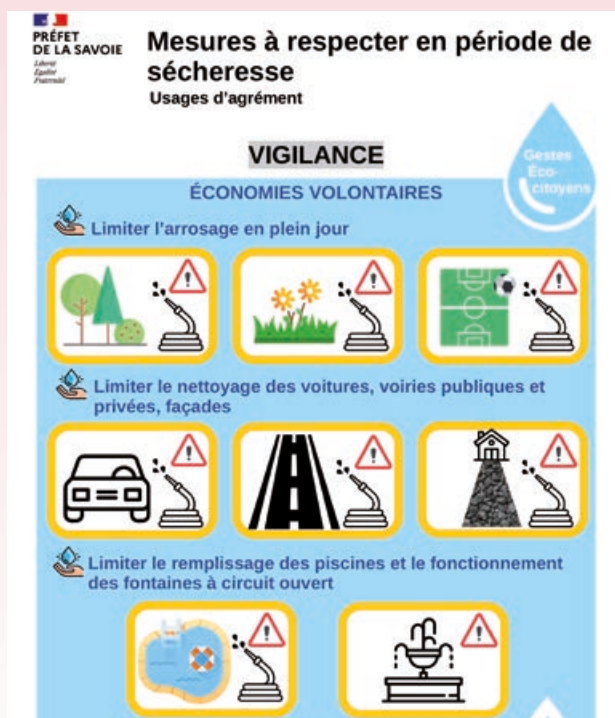 PRÉFET
DE LA SAVOIE
Liberté
Égalité
Fraternité
Mesures à respecter en période de
sécheresse
Usages d'agrément
VIGILANCE
Gestes
Éco-
citoyens
ÉCONOMIES VOLONTAIRES
Limiter l'arrosage en plein jour
Limiter le nettoyage des voitures, voiries publiques et
privées, façades
Limiter le remplissage des piscines et le fonctionnement
des fontaines à circuit ouvert